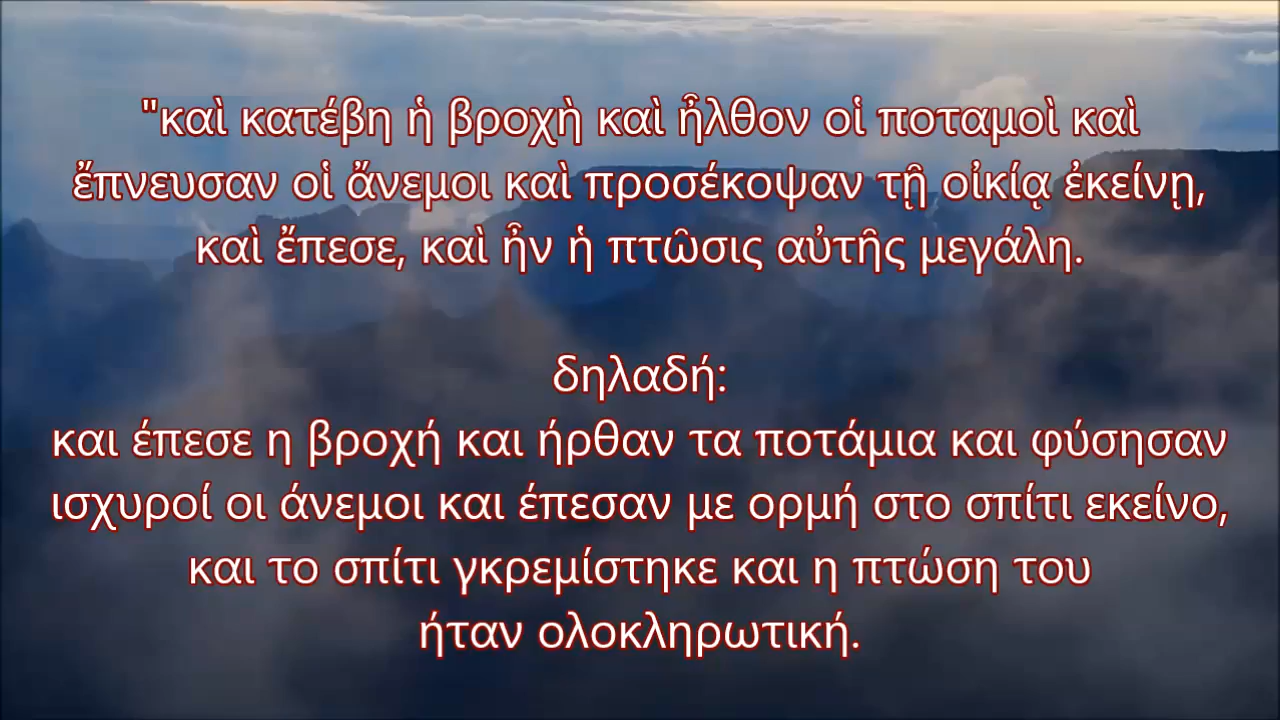 "καὶ κατέβη ἡ βροχὴ καὶ ἦλθον οἱ ποταμοὶ καὶ
ἔπνευσαν οἱ ἄνεμοι καὶ προσέκοψαν τῇ οἰκίᾳ ἐκείνῃ,
καὶ ἔπεσε, καὶ ἦν ἡ πτῶσις αὐτῆς μεγάλη.
δηλαδή:
και έπεσε η βροχή και ήρθαν τα ποτάμια και φύσησαν
ισχυροί οι άνεμοι και έπεσαν με ορμή στο σπίτι εκείνο,
και το σπίτι γκρεμίστηκε και η πτώση του
ήταν ολοκληρωτική.